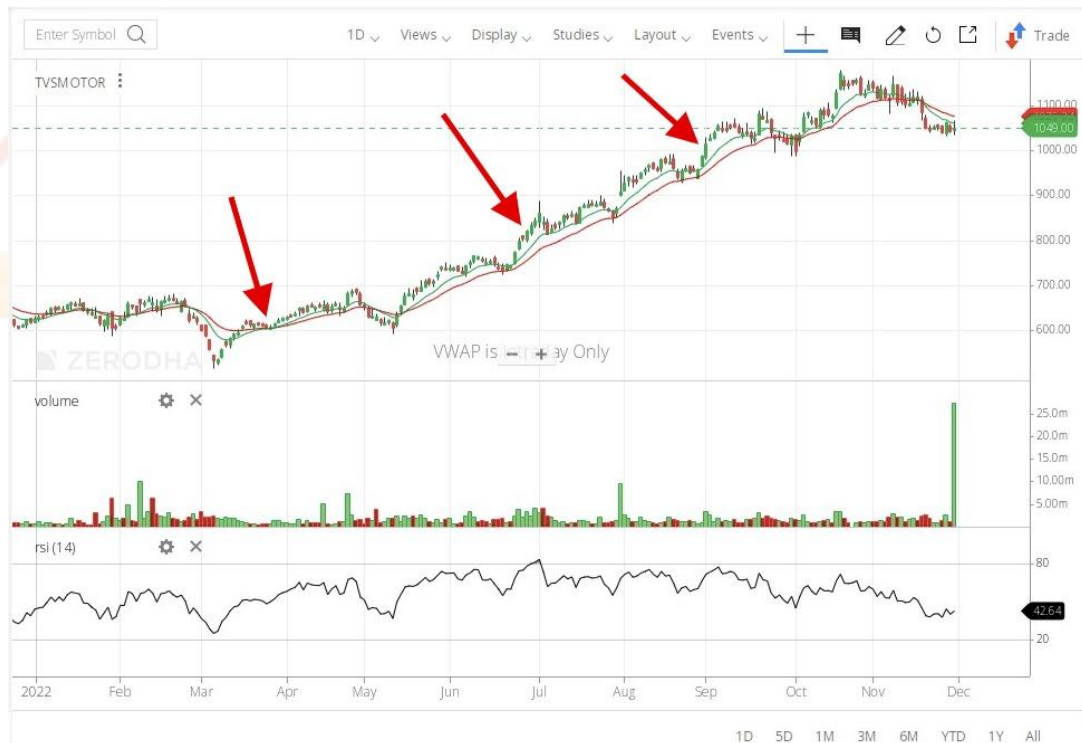 Enter Symbol 1D Views Display Studies Layout Events Trade
TVSMOTOR
1100.00
1049.00
1000.00
900.00
800.00
700.00
600.00
ZERODHA
VWAP is − + ay Only
volume
25.0m
20.0m
15.0m
10.00m
5.00m
rsi (14)
80
42.64
20
2022 Feb Mar Apr May Jun Jul Aug Sep Oct Nov Dec
1D 5D 1M 3M 6M YTD 1Y All